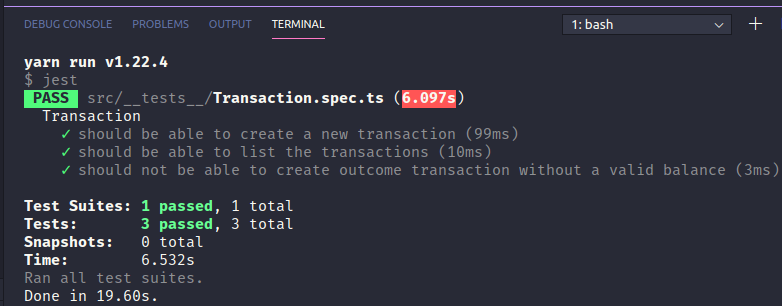 DEBUG CONSOLE PROBLEMS OUTPUT TERMINAL 1: bash
yarn run v1.22.4
$ jest
PASS src/__tests__/Transaction.spec.ts (6.097s)
Transaction
✓ should be able to create a new transaction (99ms)
✓ should be able to list the transactions (10ms)
✓ should not be able to create outcome transaction without a valid balance (3ms)
Test Suites: 1 passed, 1 total
Tests: 3 passed, 3 total
Snapshots: 0 total
Time: 6.532s
Ran all test suites.
Done in 19.60s.